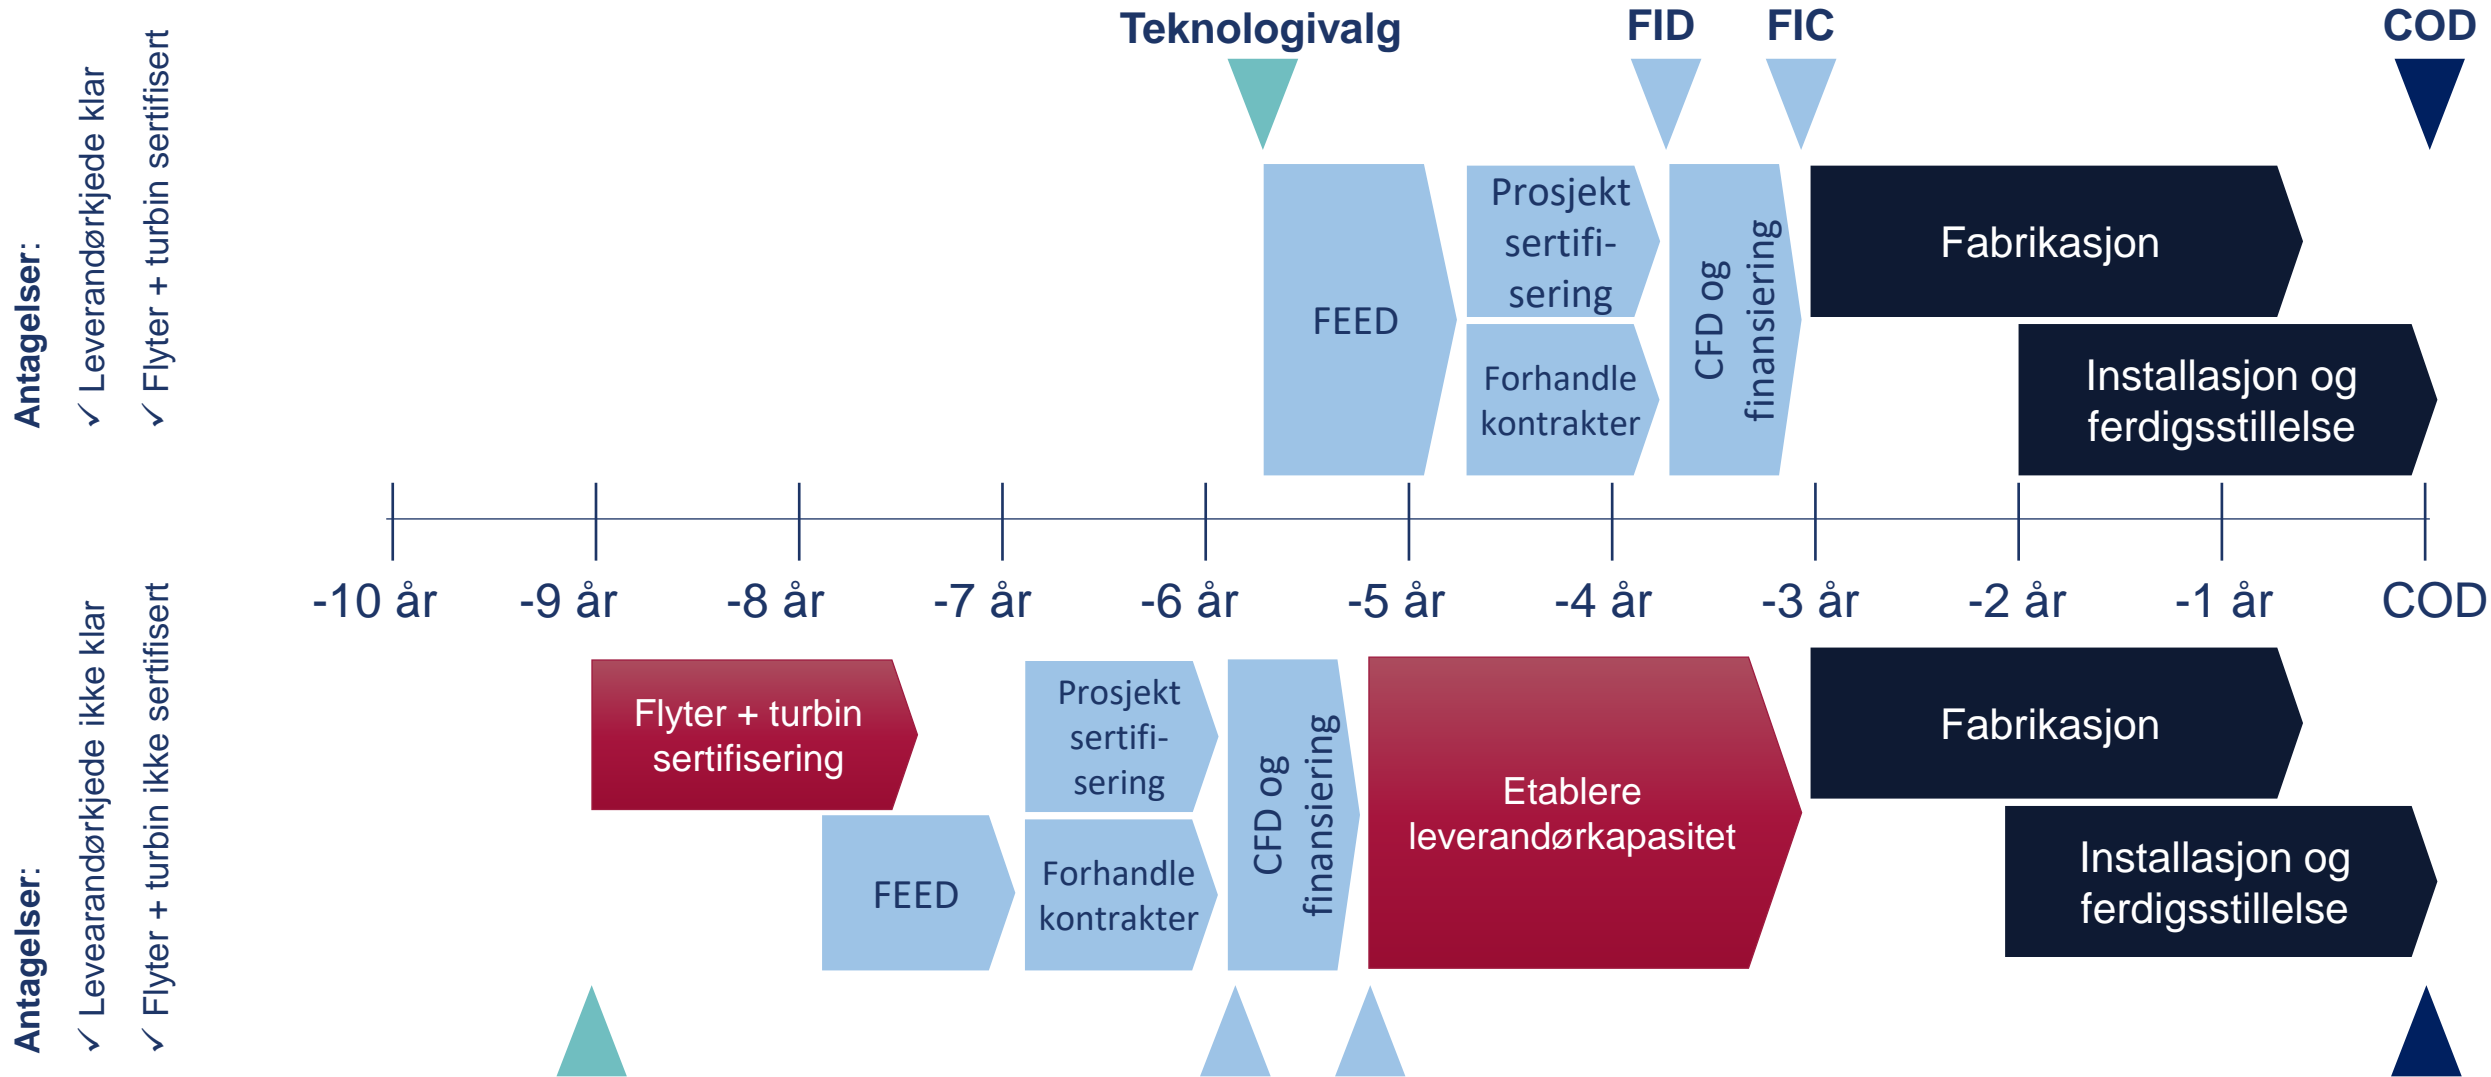 Teknologivalg
FID
FIC
COD
Antagelser:
✓ Leverandørkjede klar
✓ Flyter + turbin sertifisert
FEED
Prosjekt
sertifi-
sering
Forhandle
kontrakter
CFD og
finansiering
Fabrikasjon
Installasjon og
ferdigsstillelse
-10 år
-9 år
-8 år
-7 år
-6 år
-5 år
-4 år
-3 år
-2 år
-1 år
COD
Antagelser:
✓ Levearandørkjede ikke klar
✓ Flyter + turbin ikke sertifisert
Flyter + turbin
sertifisering
FEED
Prosjekt
sertifi-
sering
Forhandle
kontrakter
CFD og
finansiering
Etablere
leverandørkapasitet
Fabrikasjon
Installasjon og
ferdigsstillelse